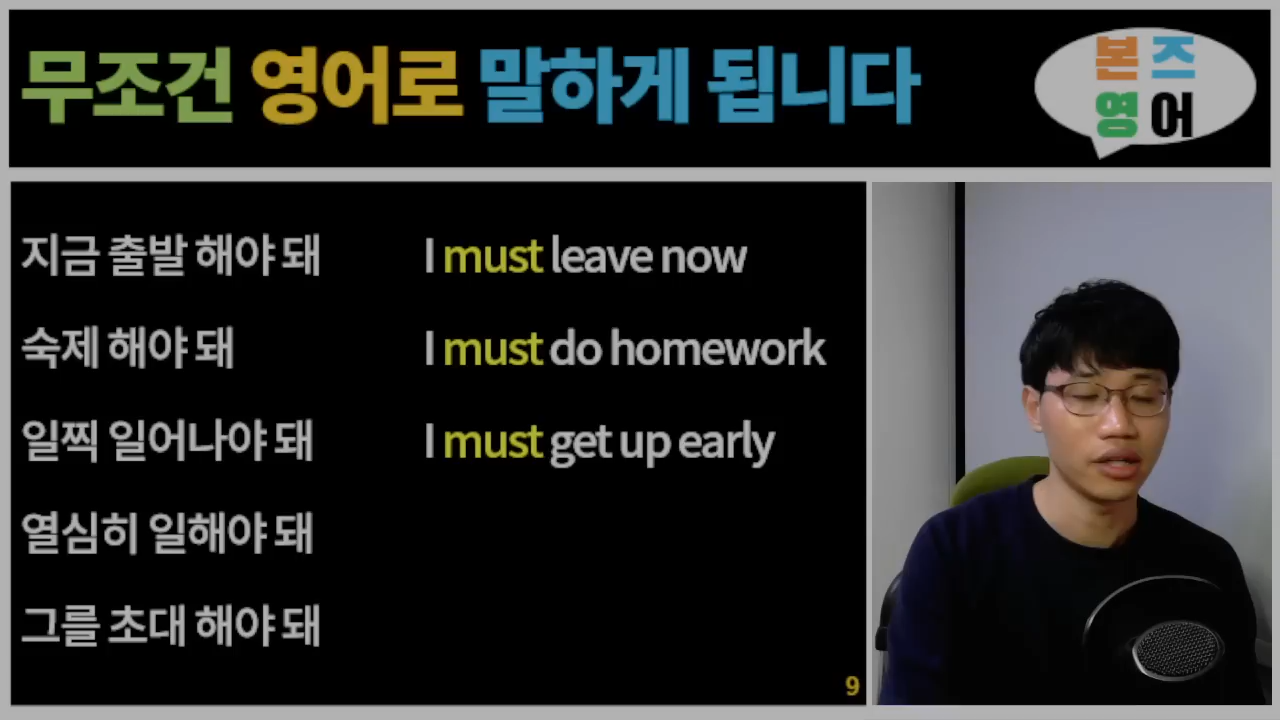 무조건 영어로 말하게 됩니다
본즈
영어
지금 출발 해야 돼 I must leave now
숙제 해야 돼 I must do homework
일찍 일어나야 돼 I must get up early
열심히 일해야 돼
그를 초대 해야 돼
9